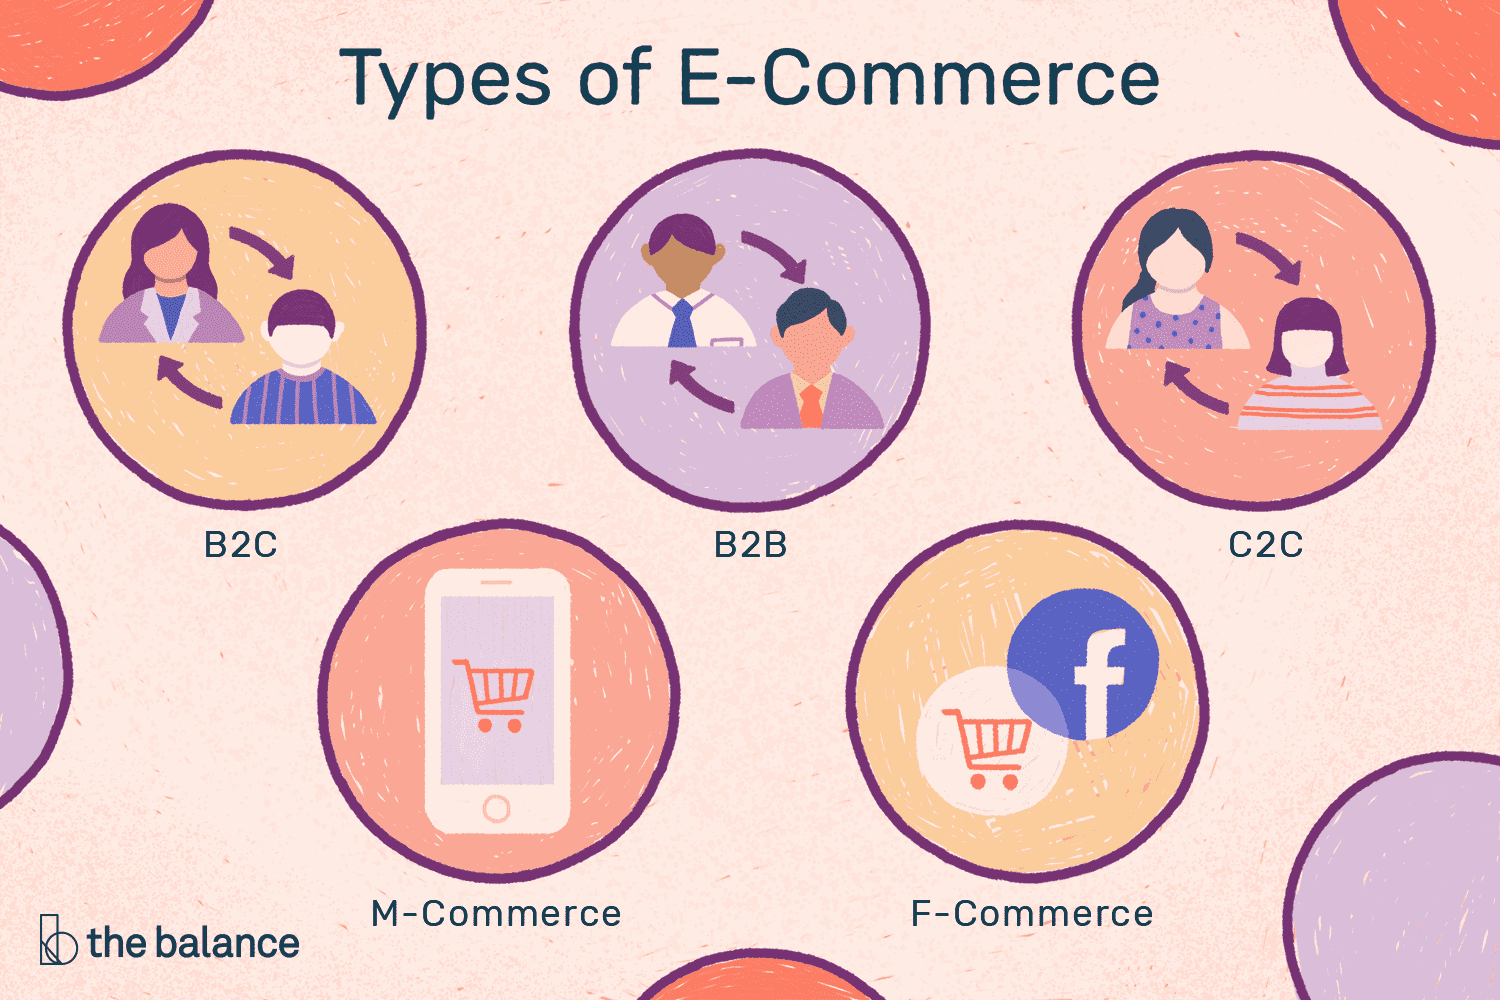 Types of E-Commerce
B2C
B2B
C2C
M-Commerce
F-Commerce
the balance